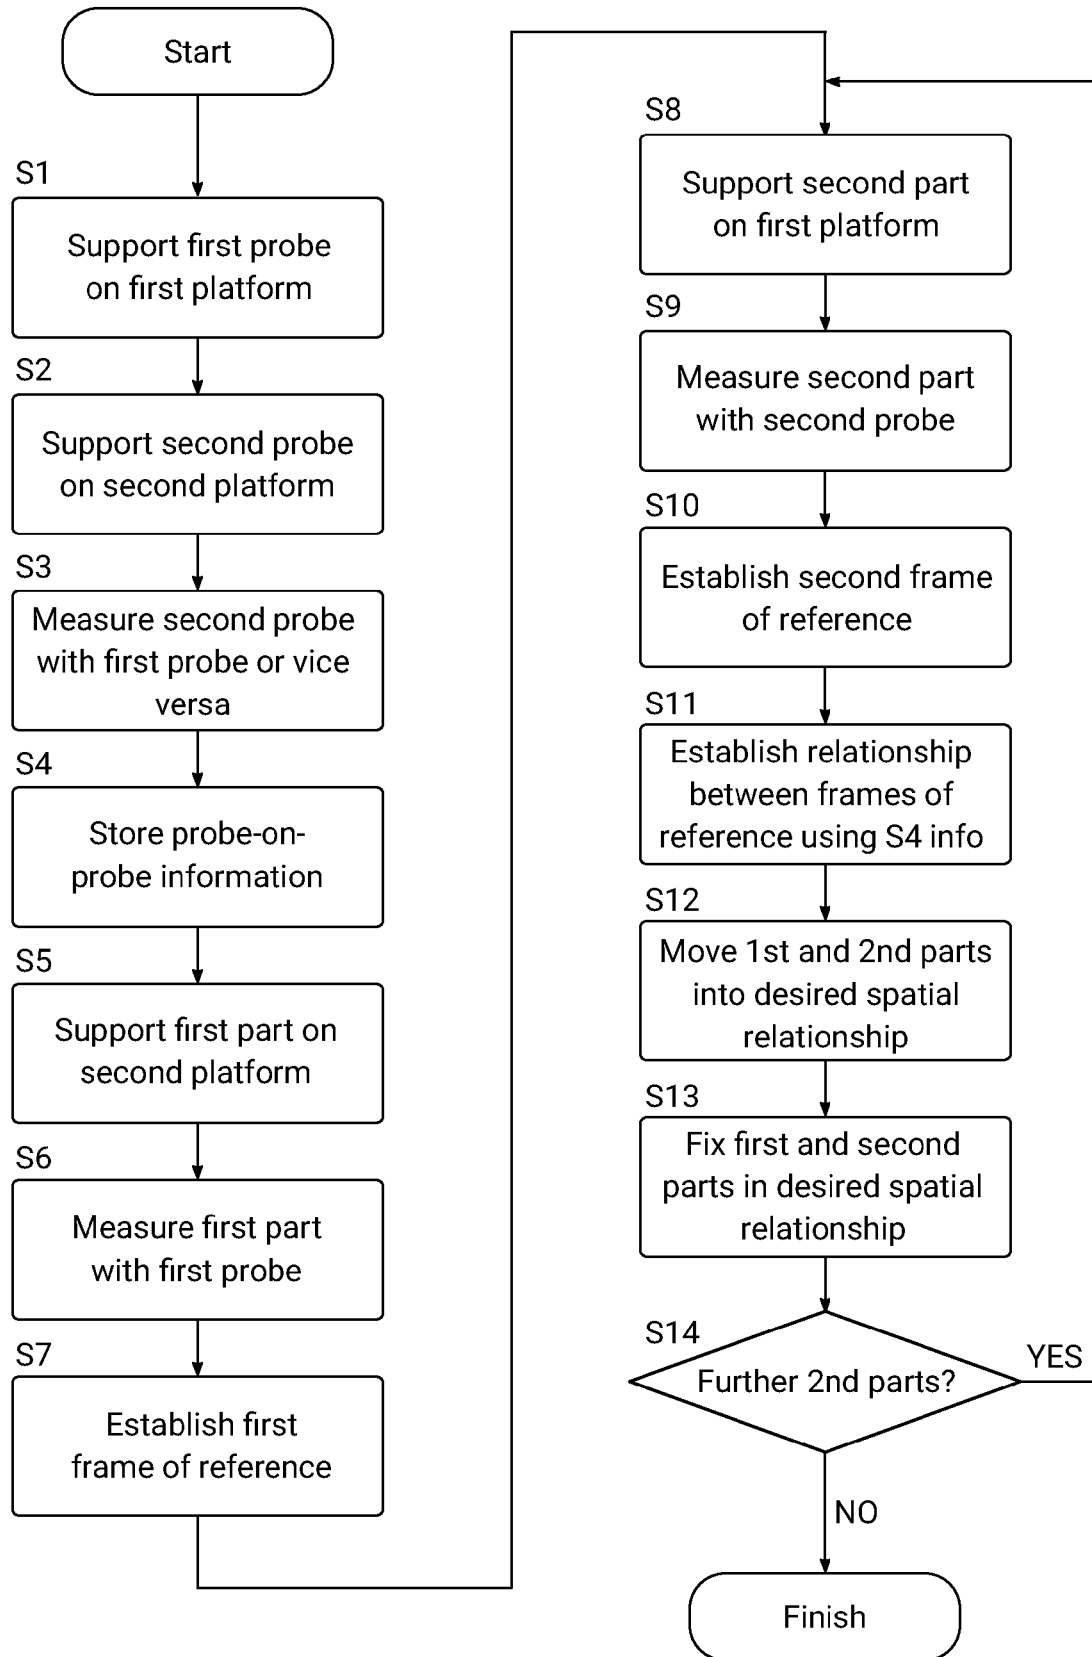 Start
S1
Support first probe
on first platform
S2
Support second probe
on second platform
S3
Measure second probe
with first probe or vice
versa
S4
Store probe-on-
probe information
S5
Support first part on
second platform
S6
Measure first part
with first probe
S7
Establish first
frame of reference
S8
Support second part
on first platform
S9
Measure second part
with second probe
S10
Establish second frame
of reference
S11
Establish relationship
between frames of
reference using S4 info
S12
Move 1st and 2nd parts
into desired spatial
relationship
S13
Fix first and second
parts in desired spatial
relationship
S14
Further 2nd parts?
YES
NO
Finish